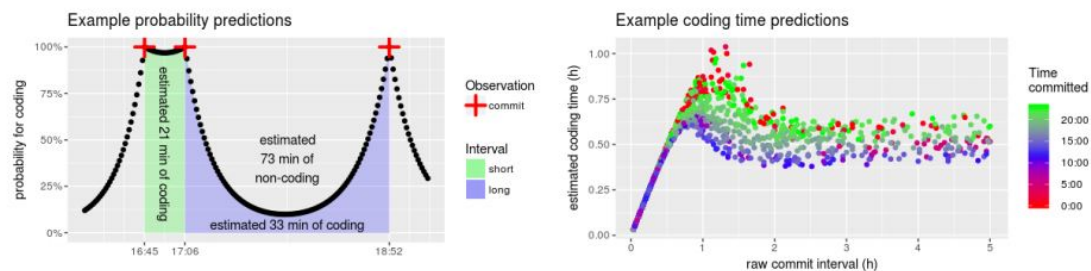 Example probability predictions
probability for coding
100%
75%
50%
25%
0%
estimated 21 min of coding
estimated
73 min of
non-coding
estimated 33 min of coding
16:45
17:06
18:52
Observation
commit
Interval
short
long
Example coding time predictions
estimated coding time (h)
1.00
0.75
0.50
0.25
0.00
0
1
2
3
4
5
raw commit interval (h)
Time
committed
20:00
15:00
10:00
5:00
0:00